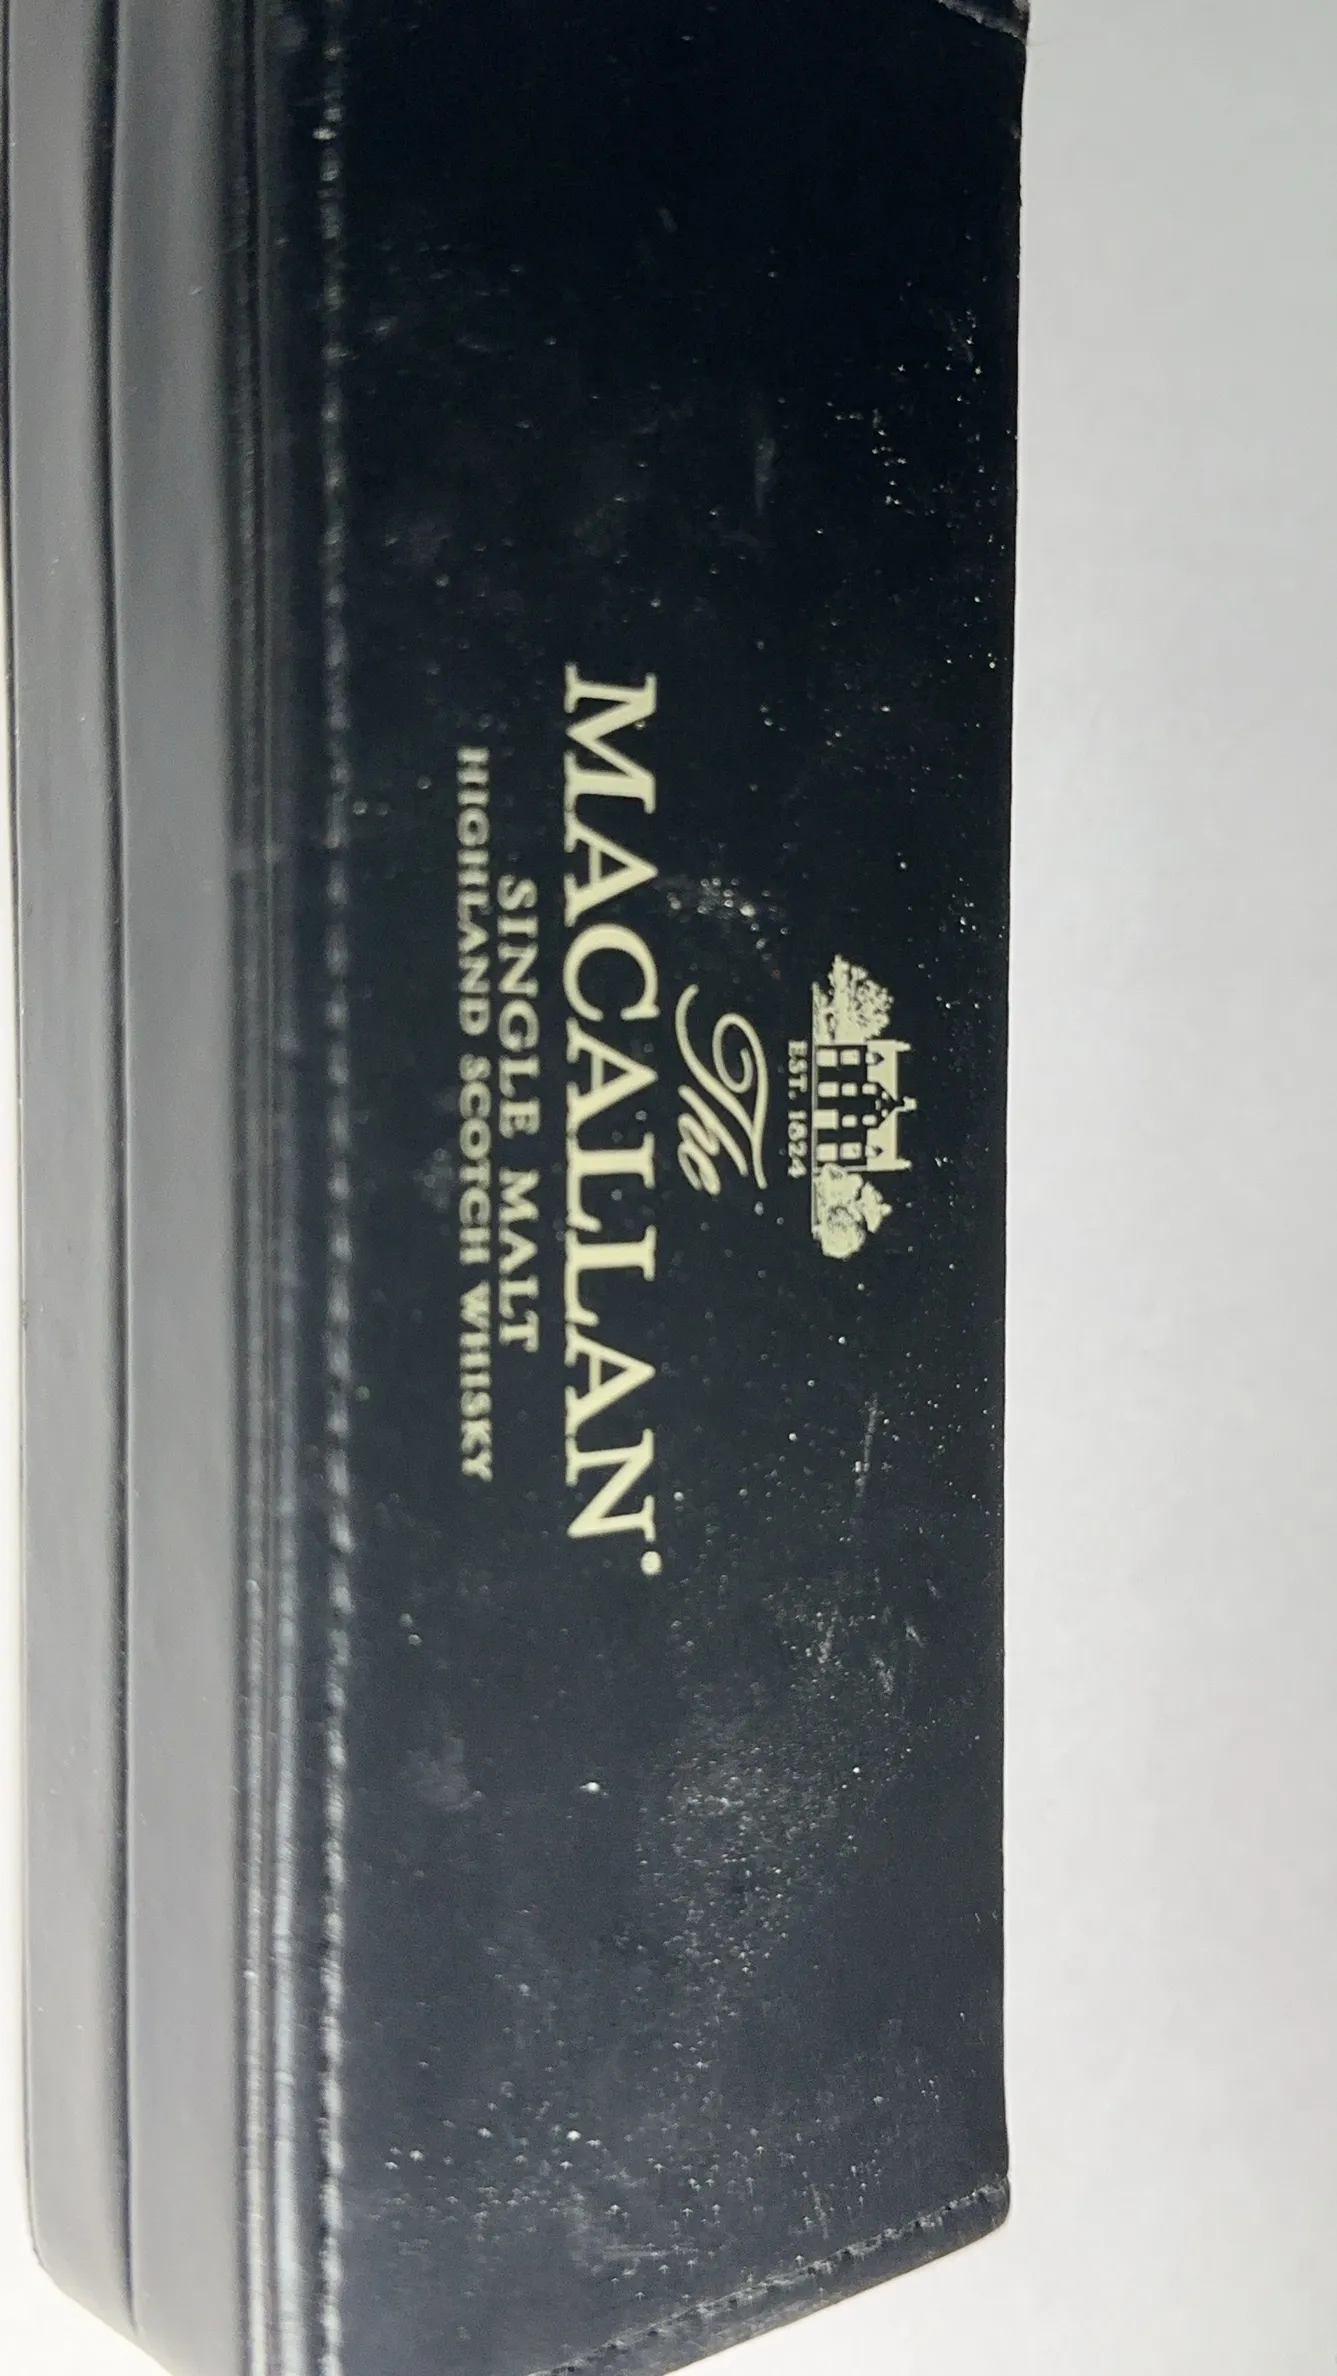 EST. 1824
The
MACALLAN
SINGLE MALT
HIGHLAND SCOTCH WHISKY